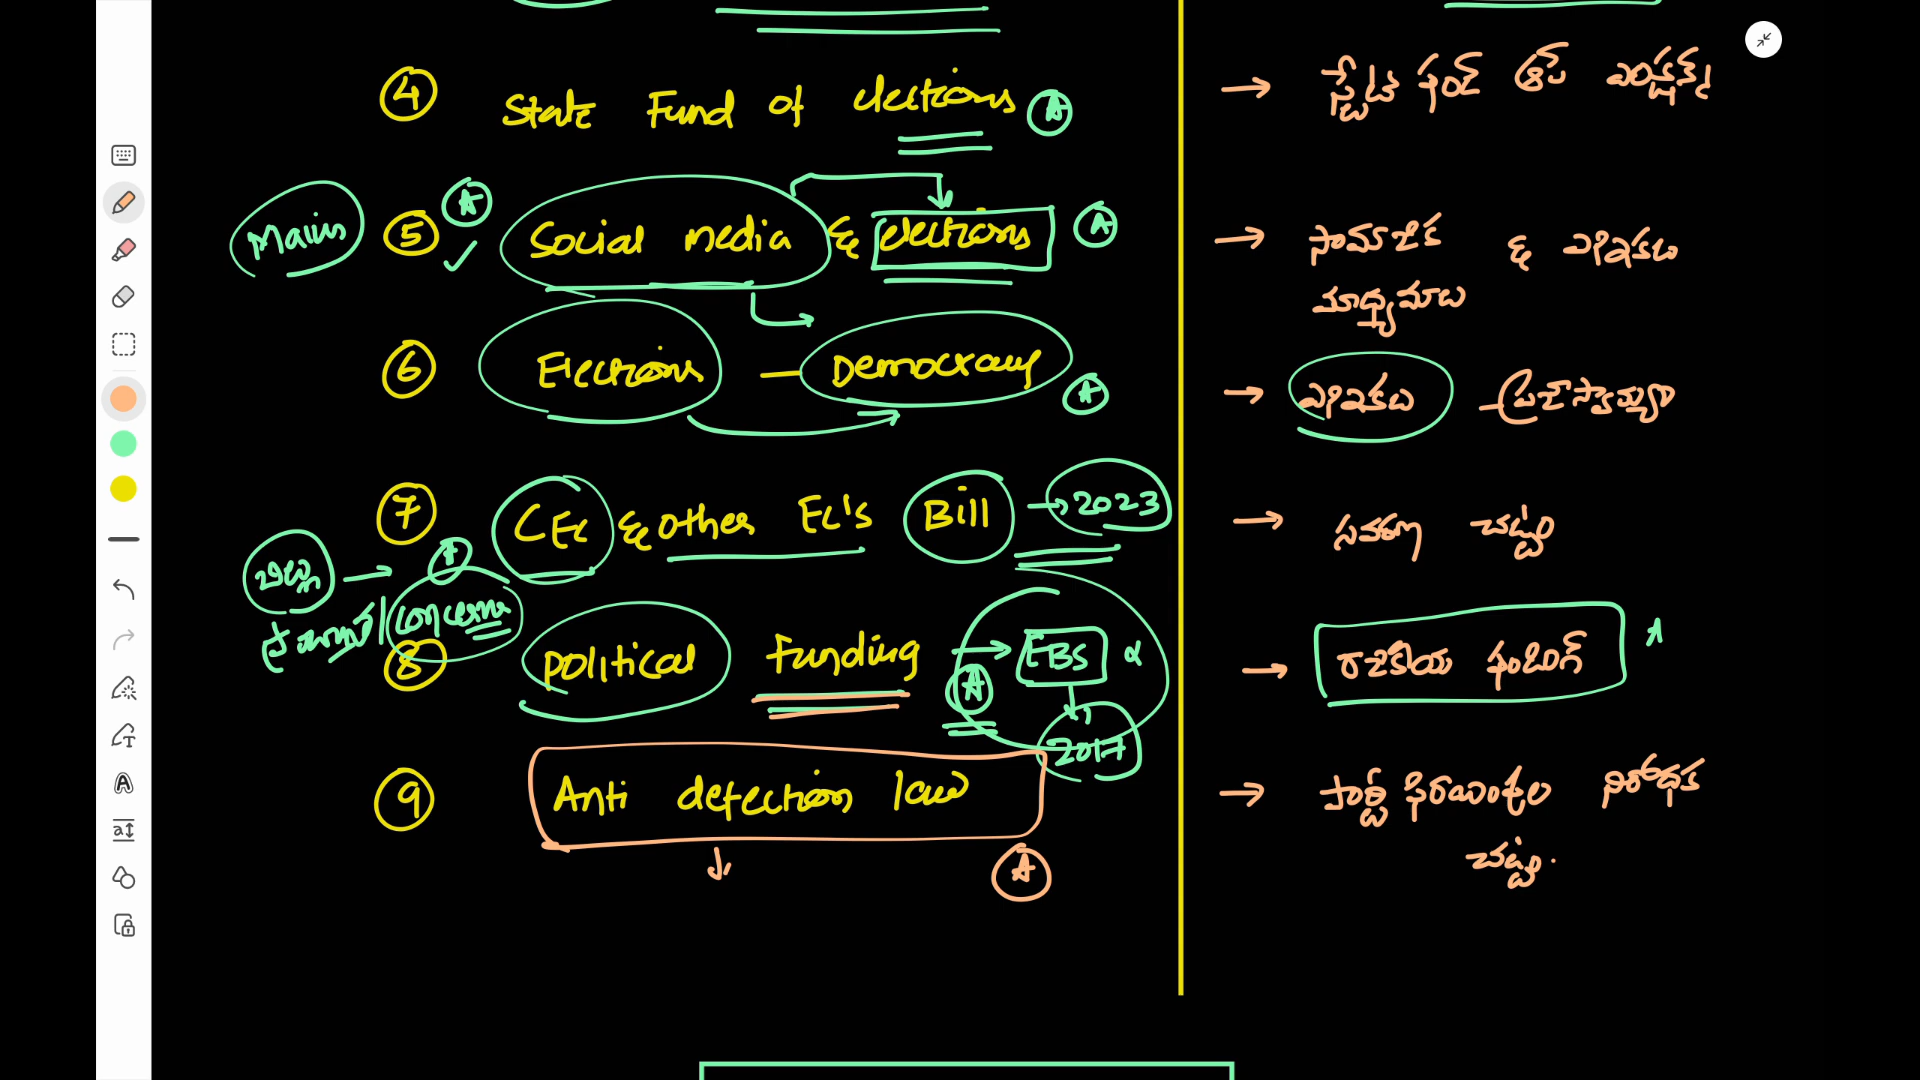 ④ State Fund of elections Ⓐ → స్టేట్ ఫండ్ ఆఫ్ ఎలక్షన్స్
Mains ⑤ Ⓐ ✓ Social media & elections Ⓐ → సామాజిక & ఎన్నికలు
మాధ్యమాలు
⑥ Elections – Democracy Ⓐ → ఎన్నికలు – ప్రజాస్వామ్యం
⑦ CEC & other EC's Bill → 2023 → సవరణ చట్టం
→ Ⓐ
concerns
⑧ Political Funding → EBS Ⓐ → రాజకీయ ఫండింగ్ A
2017
⑨ Anti defection law → పార్టీ ఫిరాయింపుల నిరోధక
Ⓐ చట్టం.